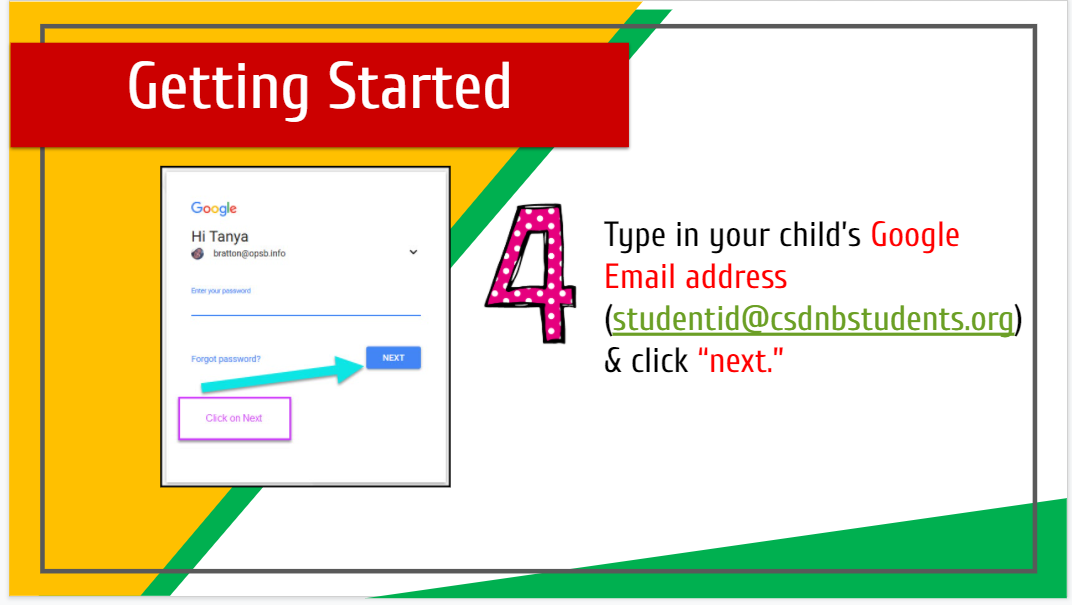 Getting Started
Google
Hi Tanya
bratton@opsb.info
Enter your password
Forgot password?
NEXT
Click on Next
4
Type in your child's Google
Email address
(studentid@csdnbstudents.org)
& click “next.”